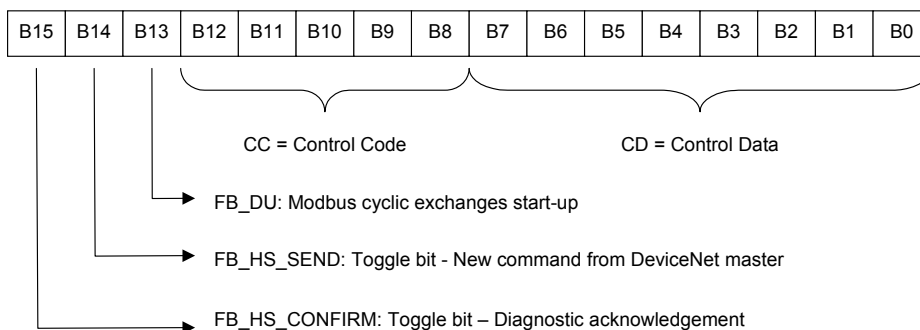 B15 B14 B13 B12 B11 B10 B9 B8 B7 B6 B5 B4 B3 B2 B1 B0
CC = Control Code CD = Control Data
FB_DU: Modbus cyclic exchanges start-up
FB_HS_SEND: Toggle bit - New command from DeviceNet master
FB_HS_CONFIRM: Toggle bit – Diagnostic acknowledgement